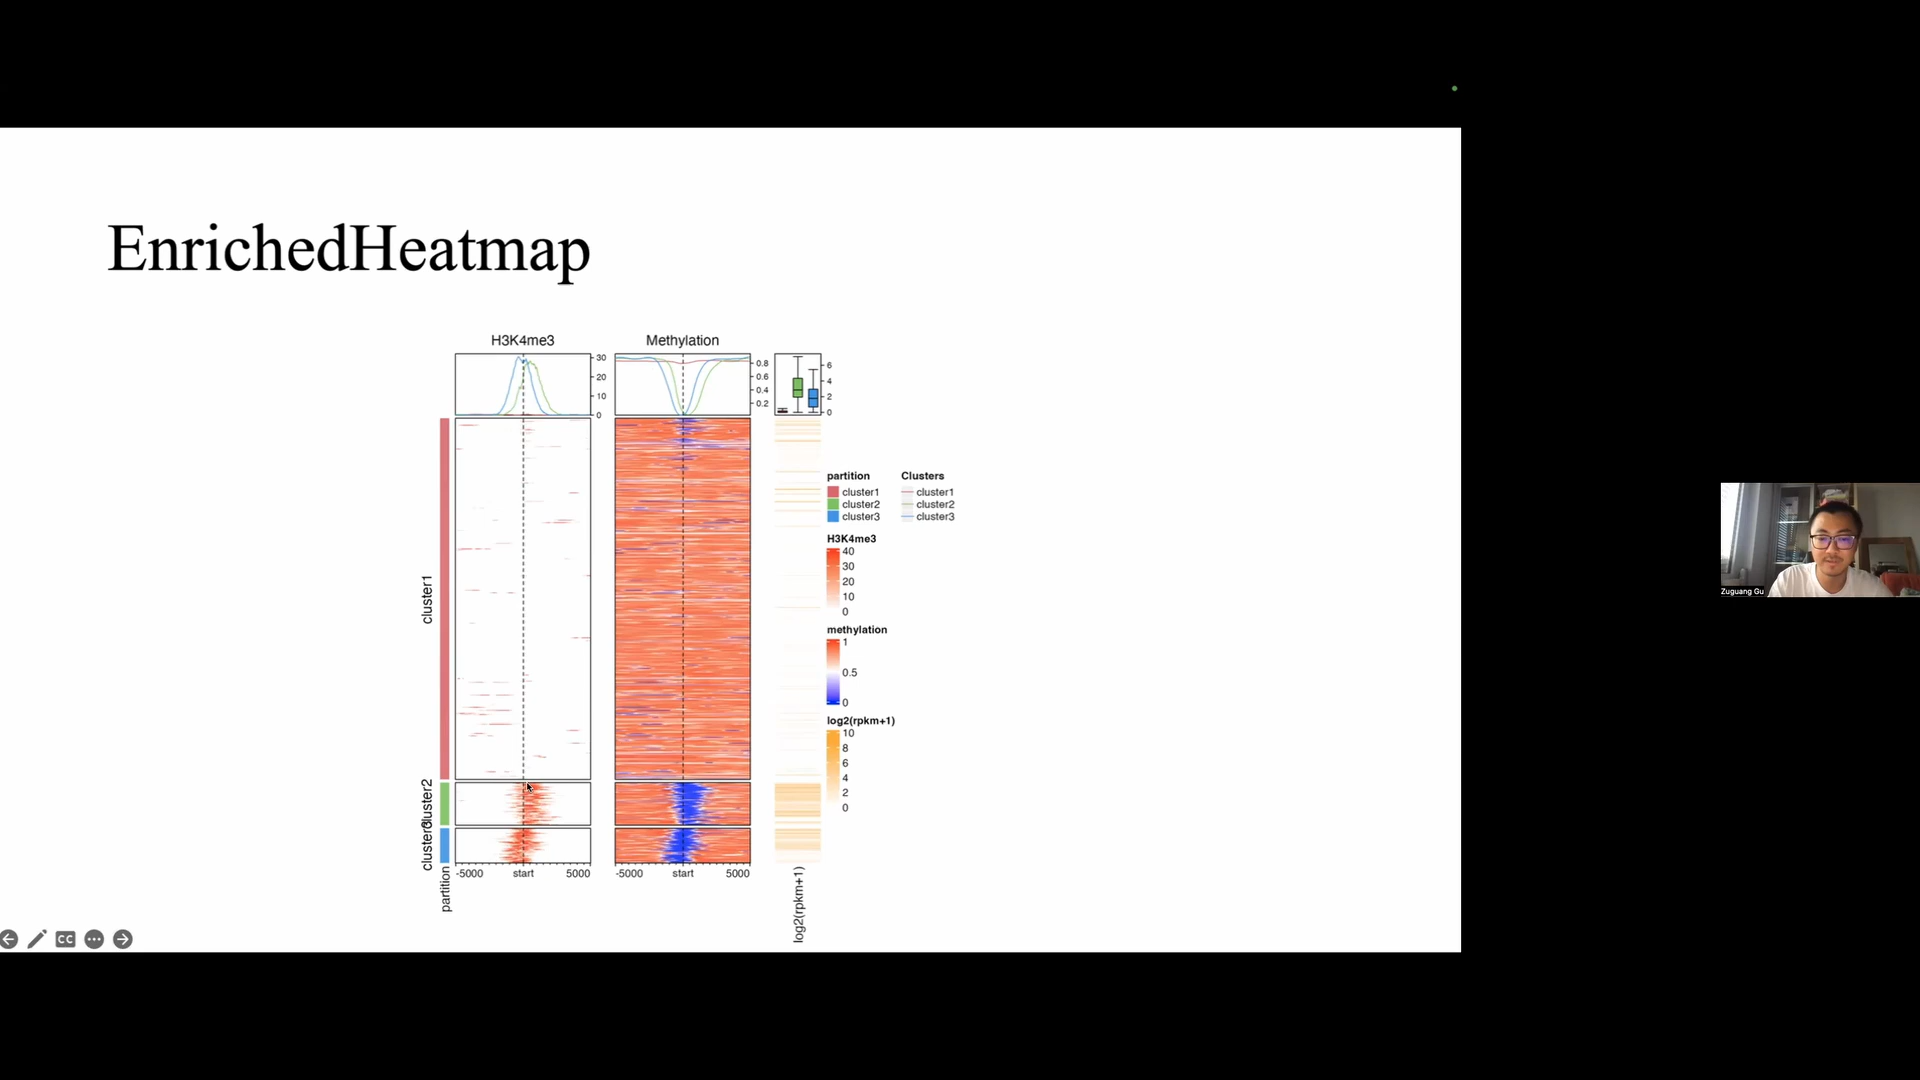 EnrichedHeatmap
H3K4me3
Methylation
30
20
10
0
0.8
0.6
0.4
0.2
6
4
2
0
cluster1
cluster2
cluster3
partition
-5000 start 5000
-5000 start 5000
log2(rpkm+1)
partition
cluster1
cluster2
cluster3
Clusters
cluster1
cluster2
cluster3
H3K4me3
40
30
20
10
0
methylation
1
0.5
0
log2(rpkm+1)
10
8
6
4
2
0
CC
Zuguang Gu